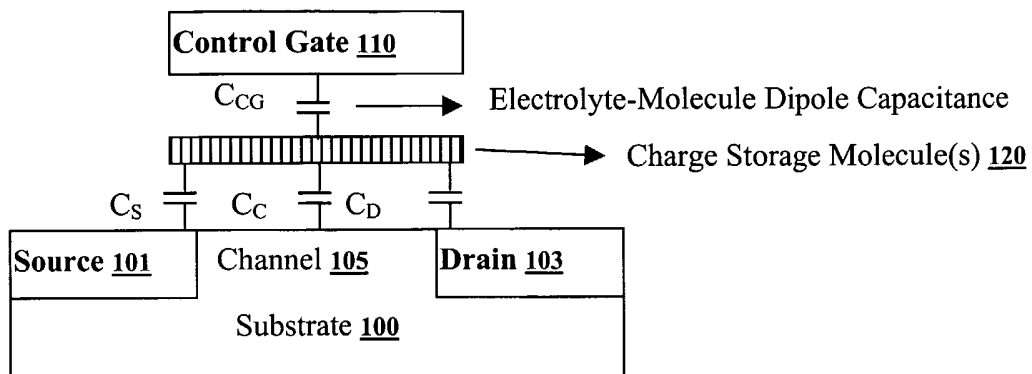 Control Gate 110
C_CG
Electrolyte-Molecule Dipole Capacitance
Charge Storage Molecule(s) 120
C_S C_C C_D
Source 101 Channel 105 Drain 103
Substrate 100